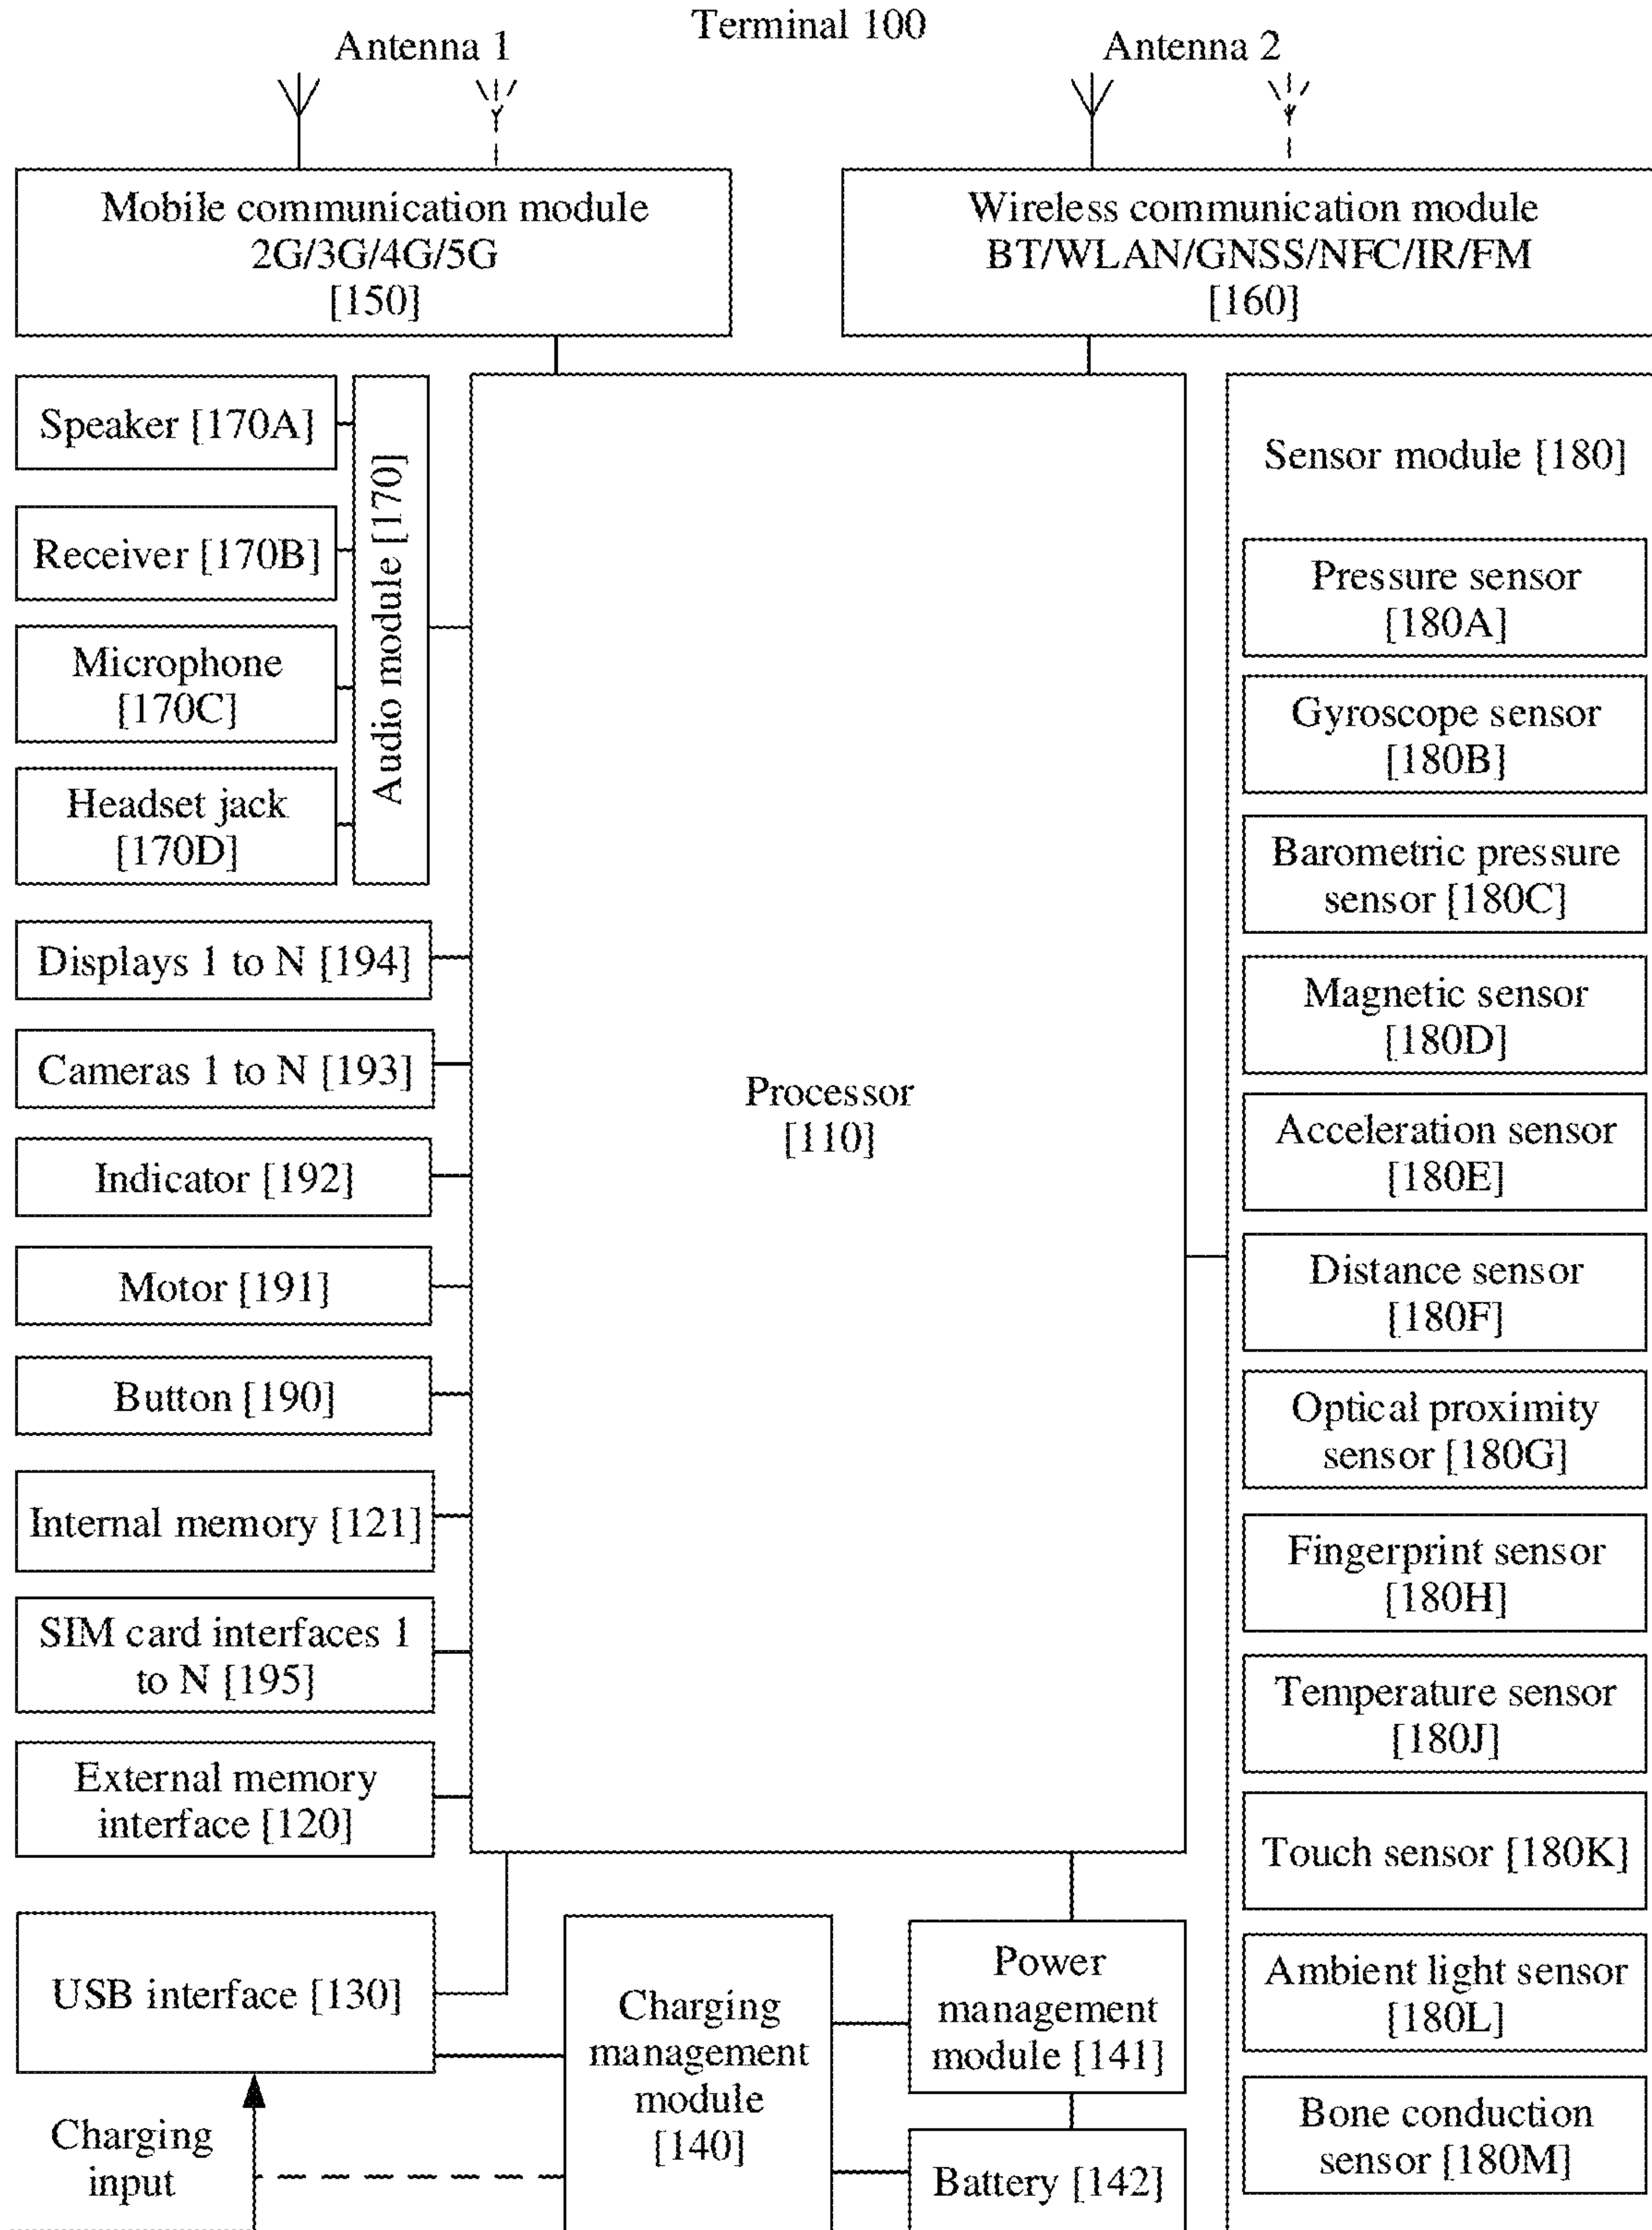 Terminal 100
Antenna 1
Antenna 2
Mobile communication module
2G/3G/4G/5G
[150]
Wireless communication module
BT/WLAN/GNSS/NFC/IR/FM
[160]
Speaker [170A]
Receiver [170B]
Microphone
[170C]
Headset jack
[170D]
Audio module [170]
Displays 1 to N [194]
Cameras 1 to N [193]
Indicator [192]
Motor [191]
Button [190]
Internal memory [121]
SIM card interfaces 1
to N [195]
External memory
interface [120]
Processor
[110]
Sensor module [180]
Pressure sensor
[180A]
Gyroscope sensor
[180B]
Barometric pressure
sensor [180C]
Magnetic sensor
[180D]
Acceleration sensor
[180E]
Distance sensor
[180F]
Optical proximity
sensor [180G]
Fingerprint sensor
[180H]
Temperature sensor
[180J]
Touch sensor [180K]
Ambient light sensor
[180L]
Bone conduction
sensor [180M]
USB interface [130]
Charging
input
Charging
management
module
[140]
Power
management
module [141]
Battery [142]